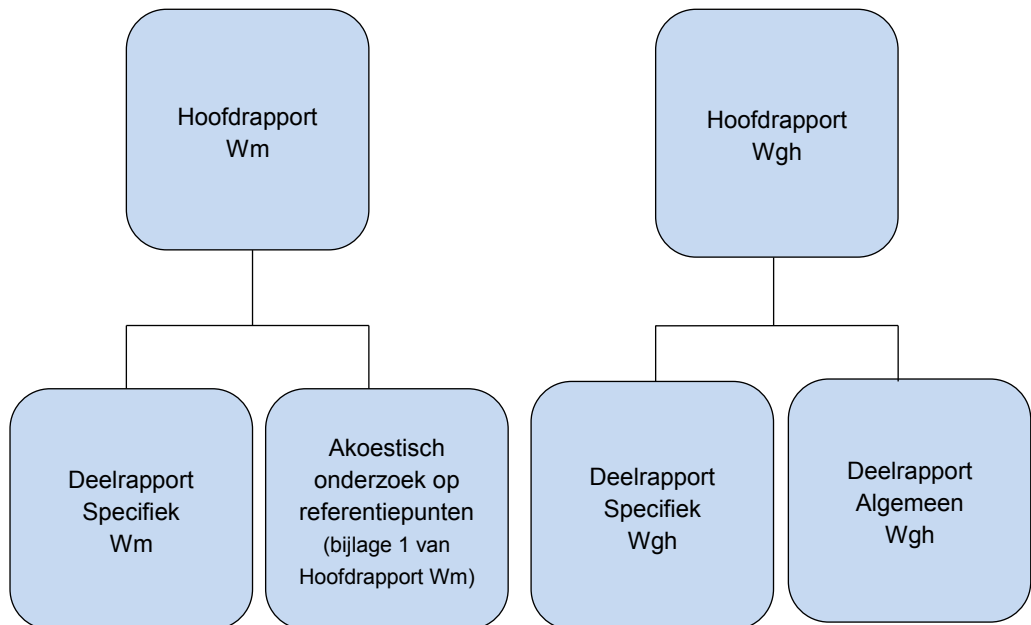 Hoofdrapport
Wm
Hoofdrapport
Wgh
Deelrapport
Specifiek
Wm
Akoestisch
onderzoek op
referentiepunten
(bijlage 1 van
Hoofdrapport Wm)
Deelrapport
Specifiek
Wgh
Deelrapport
Algemeen
Wgh